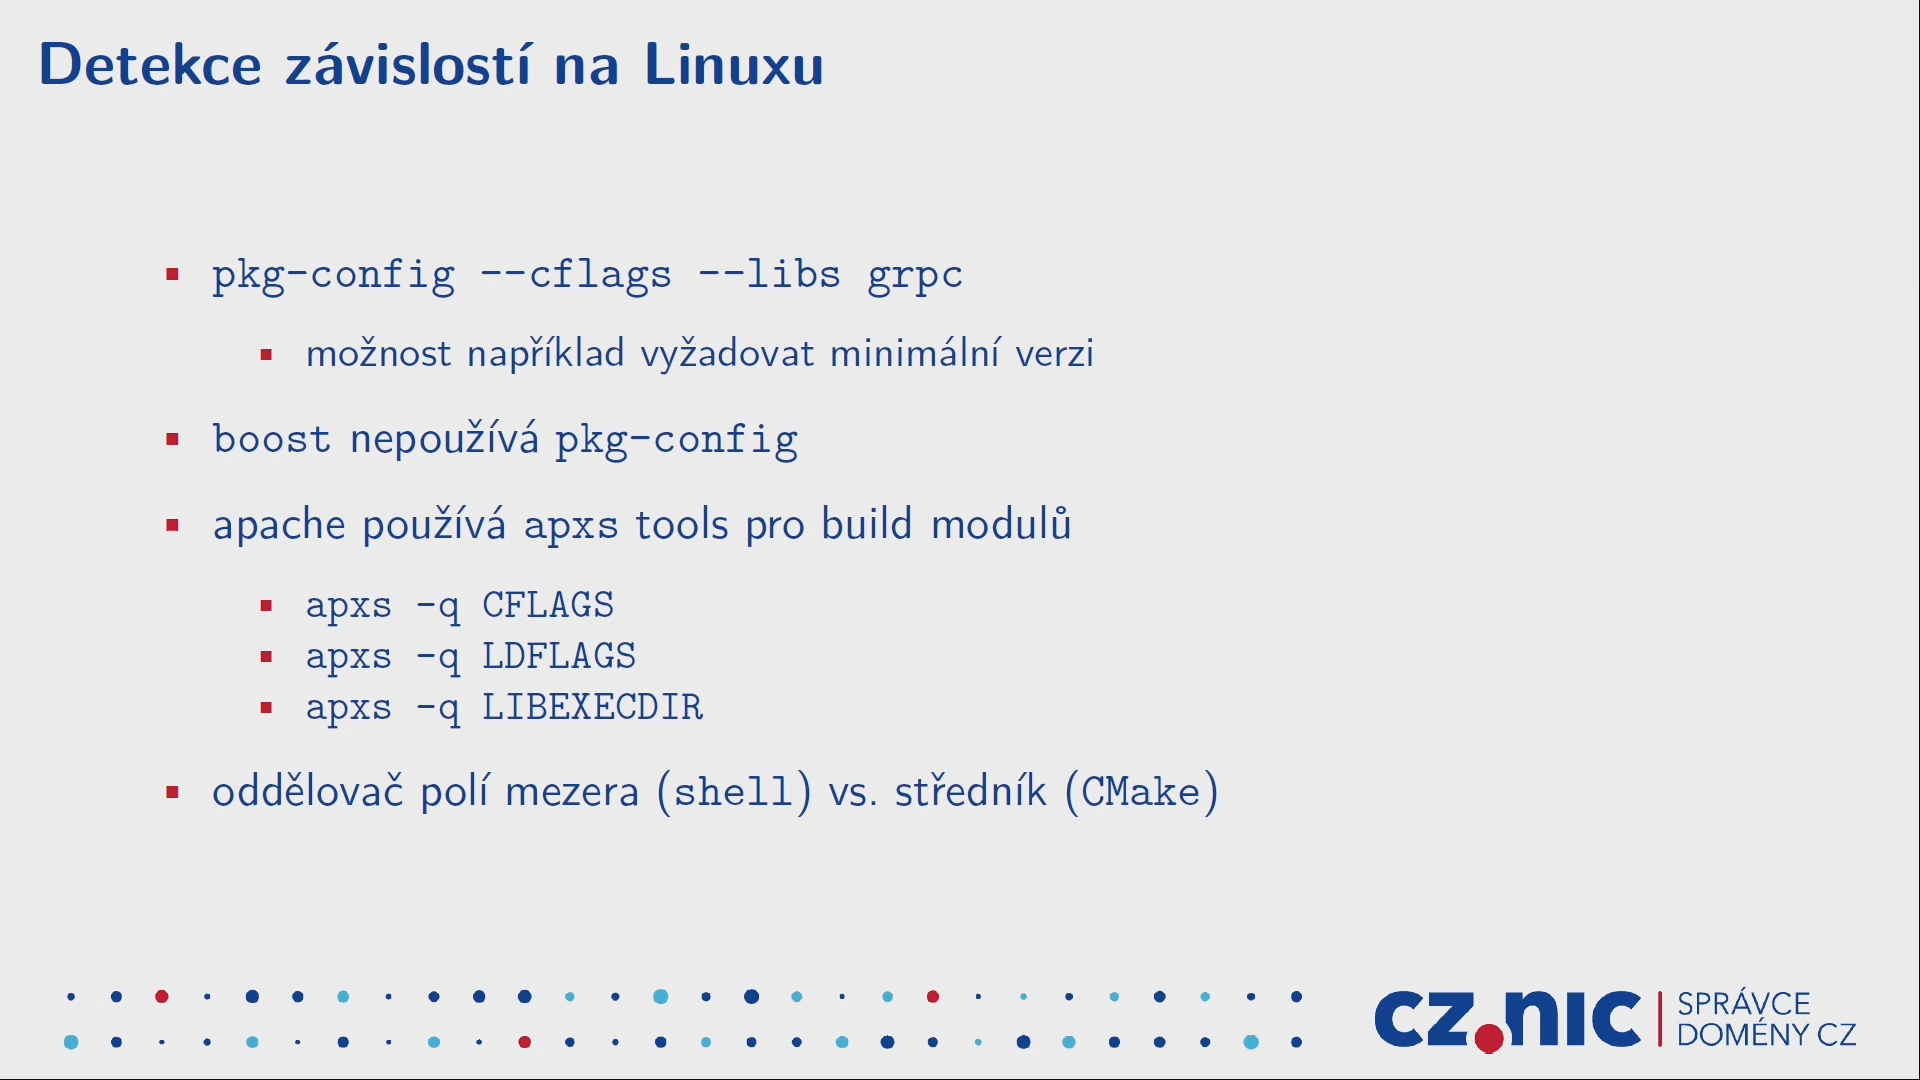 Detekce závislostí na Linuxu
pkg-config --cflags --libs grpc
možnost například vyžadovat minimální verzi
boost nepoužívá pkg-config
apache používá apxs tools pro build modulů
apxs -q CFLAGS
apxs -q LDFLAGS
apxs -q LIBEXECDIR
oddělovač polí mezera (shell) vs. středník (CMake)
cz.nic
SPRÁVCE
DOMÉNY CZ